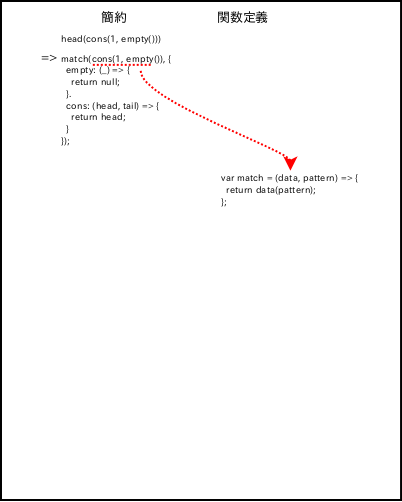 簡約
関数定義
head(cons(1, empty()))
=> match(cons(1, empty()), {
empty: (_) => {
return null;
}.
cons: (head, tail) => {
return head;
}
});
var match = (data, pattern) => {
return data(pattern);
};